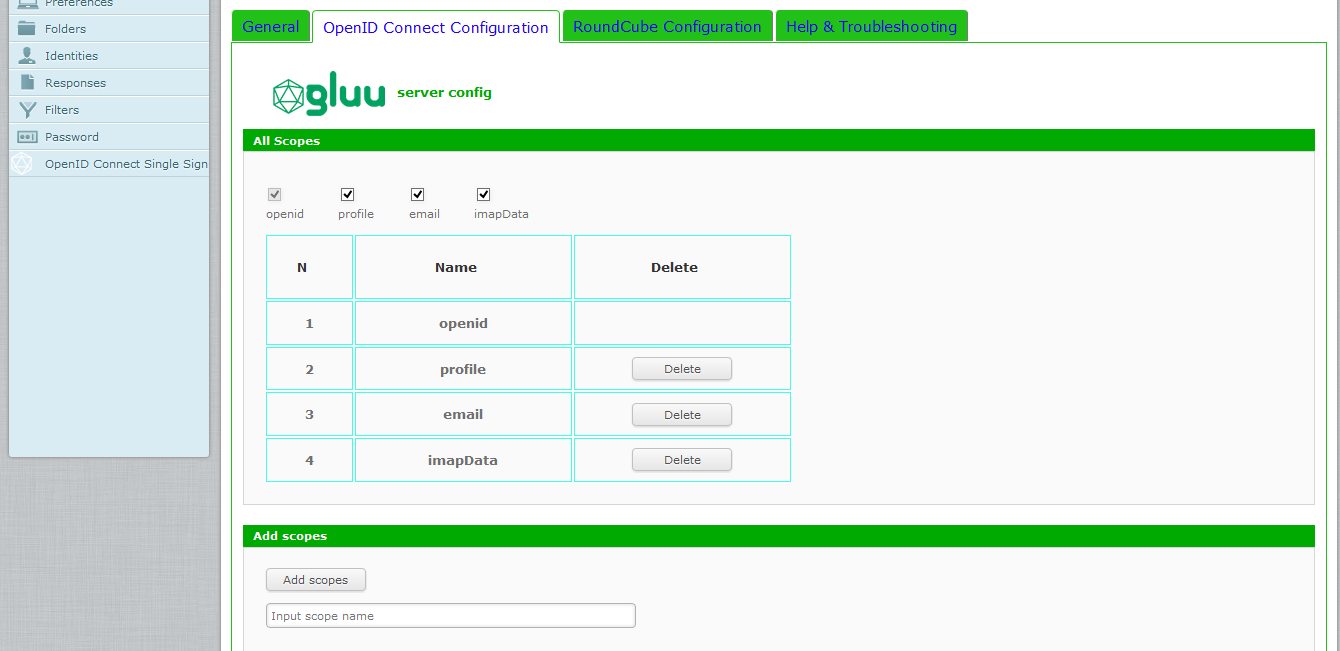 Preferences
Folders
Identities
Responses
Filters
Password
OpenID Connect Single Sign
General OpenID Connect Configuration RoundCube Configuration Help & Troubleshooting
gluu server config
All Scopes
openid profile email imapData
N Name Delete
1 openid
2 profile Delete
3 email Delete
4 imapData Delete
Add scopes
Add scopes
Input scope name